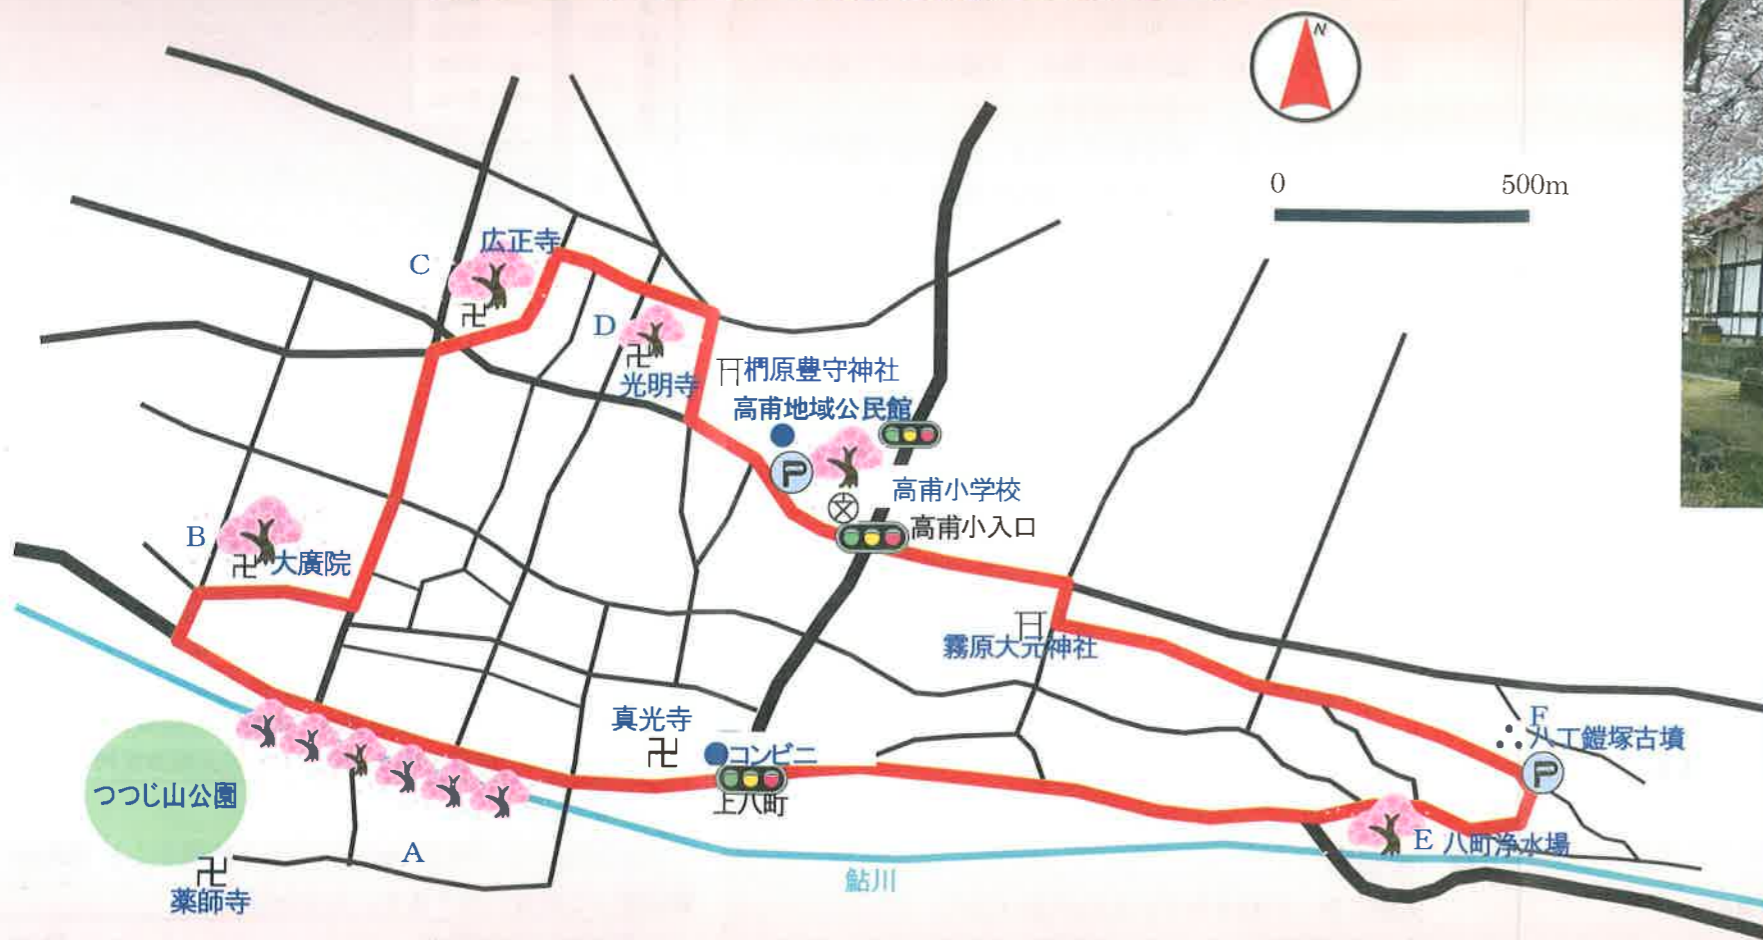 N
0 500m
C
広正寺
D
光明寺
椚原豊守神社
高甫地域公民館
P
高甫小学校
文
高甫小入口
B
大廣院
霧原大元神社
真光寺
コンビニ
上八町
F
八丁鎧塚古墳
P
つつじ山公園
A
E 八町浄水場
鮎川
薬師寺